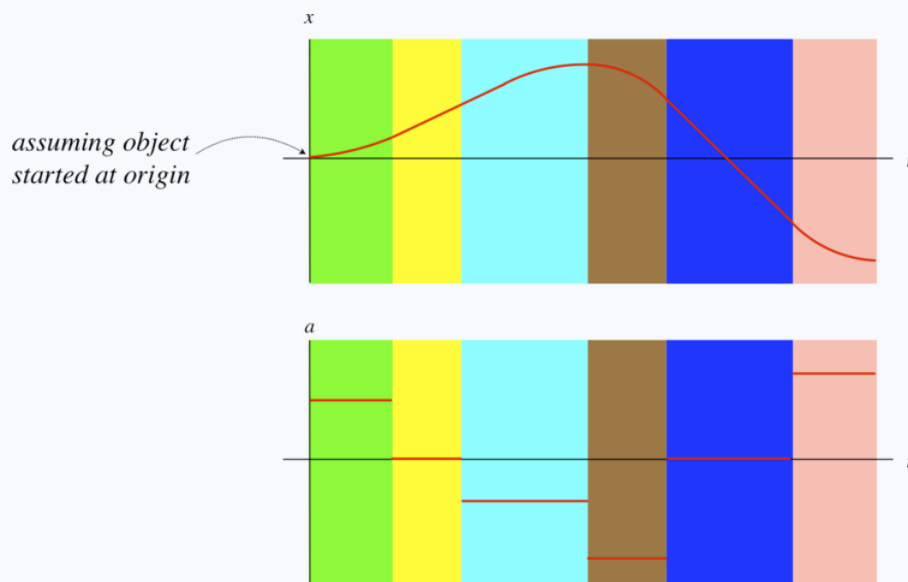 x
assuming object
started at origin
a